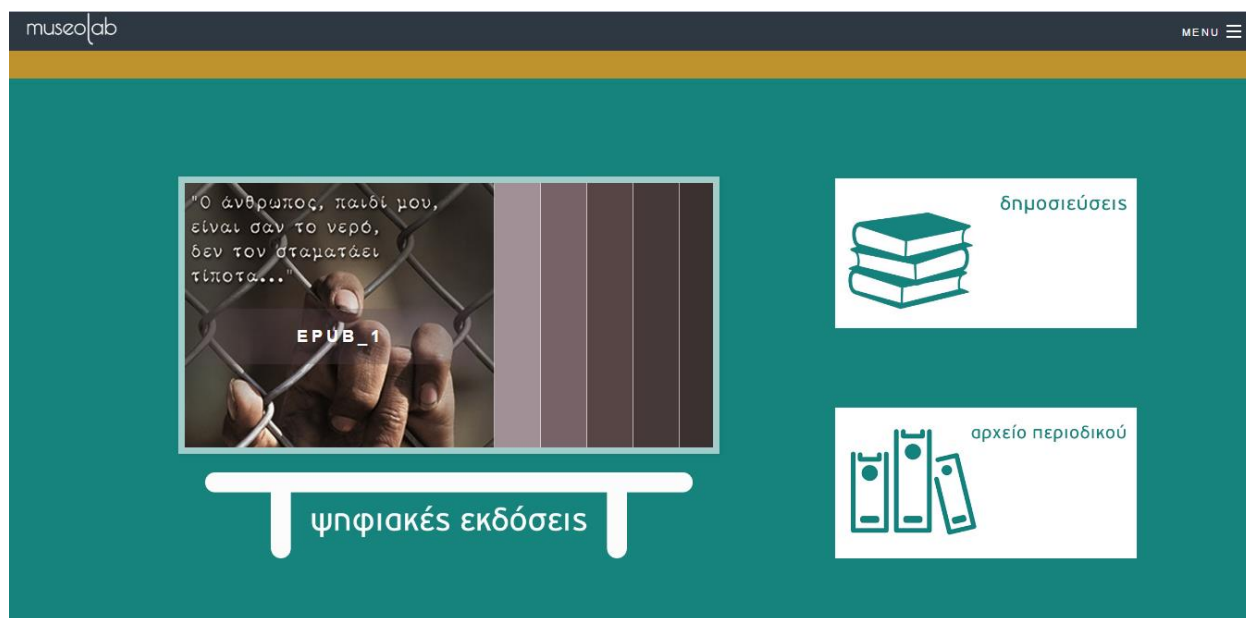 museolab
MENU
"Ο άνθρωπος, παιδί μου,
είναι σαν το νερό,
δεν τον σταματάει
τίποτα..."
EPUB_1
ψηφιακές εκδόσεις
δημοσιεύσεις
αρχείο περιοδικού